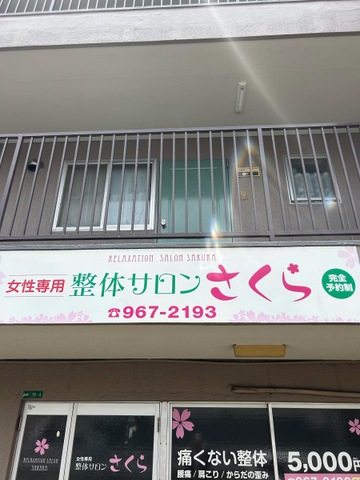 RELAXATION SALON SAKURA
女性専用 整体サロン さくら 完全予約制
☎967-2193
RELAXATION SALON
SAKURA
女性専用
整体サロン さくら
痛くない整体
腰痛/肩こり/からだの歪み
5,000円